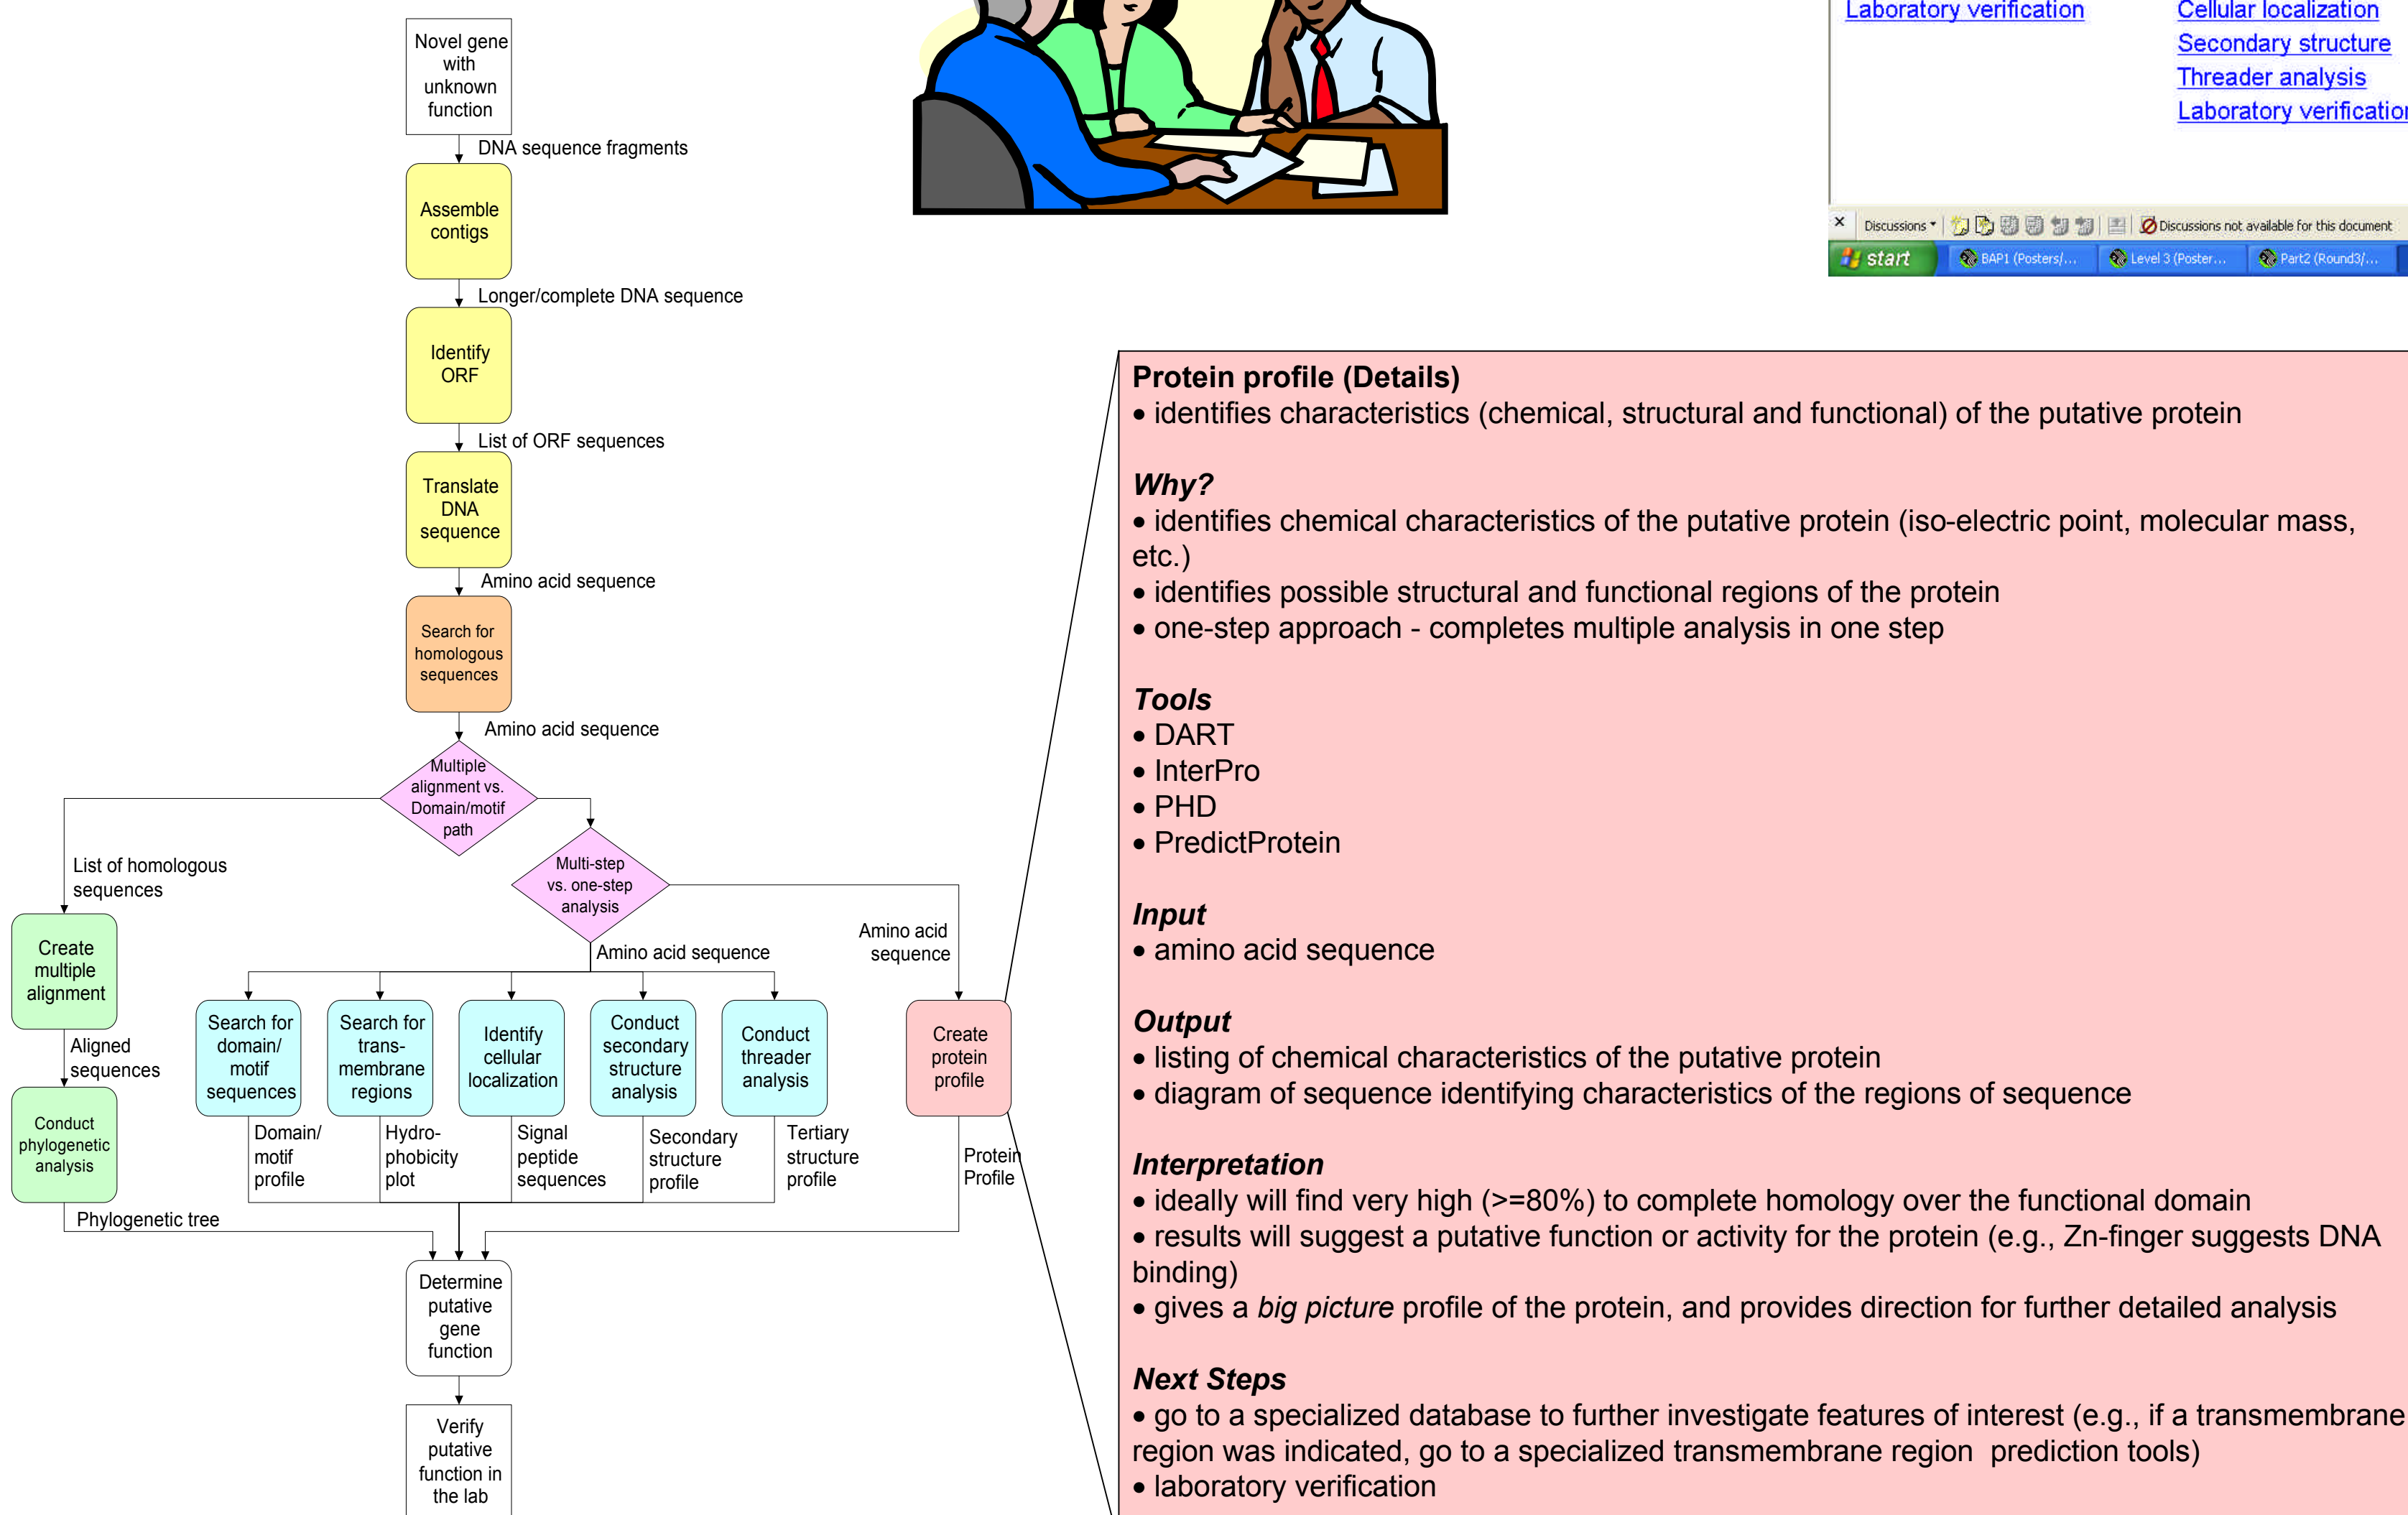 Laboratory verification
Cellular localization
Secondary structure
Threader analysis
Laboratory verification
Discussions
Discussions not available for this document
start
BAP1 (Posters/...
Level 3 (Poster...
Part2 (Round3/...
Novel gene
with
unknown
function
DNA sequence fragments
Assemble
contigs
Longer/complete DNA sequence
Identify
ORF
List of ORF sequences
Translate
DNA
sequence
Amino acid sequence
Search for
homologous
sequences
Amino acid sequence
Multiple
alignment vs.
Domain/motif
path
List of homologous
sequences
Multi-step
vs. one-step
analysis
Amino acid sequence
Amino acid
sequence
Create
multiple
alignment
Aligned
sequences
Conduct
phylogenetic
analysis
Phylogenetic tree
Search for
domain/
motif
sequences
Domain/
motif
profile
Search for
trans-
membrane
regions
Hydro-
phobicity
plot
Identify
cellular
localization
Signal
peptide
sequences
Conduct
secondary
structure
analysis
Secondary
structure
profile
Conduct
threader
analysis
Tertiary
structure
profile
Create
protein
profile
Protein
Profile
Determine
putative
gene
function
Verify
putative
function in
the lab
Protein profile (Details)
• identifies characteristics (chemical, structural and functional) of the putative protein
Why?
• identifies chemical characteristics of the putative protein (iso-electric point, molecular mass,
etc.)
• identifies possible structural and functional regions of the protein
• one-step approach - completes multiple analysis in one step
Tools
• DART
• InterPro
• PHD
• PredictProtein
Input
• amino acid sequence
Output
• listing of chemical characteristics of the putative protein
• diagram of sequence identifying characteristics of the regions of sequence
Interpretation
• ideally will find very high (>=80%) to complete homology over the functional domain
• results will suggest a putative function or activity for the protein (e.g., Zn-finger suggests DNA
binding)
• gives a big picture profile of the protein, and provides direction for further detailed analysis
Next Steps
• go to a specialized database to further investigate features of interest (e.g., if a transmembrane
region was indicated, go to a specialized transmembrane region prediction tools)
• laboratory verification